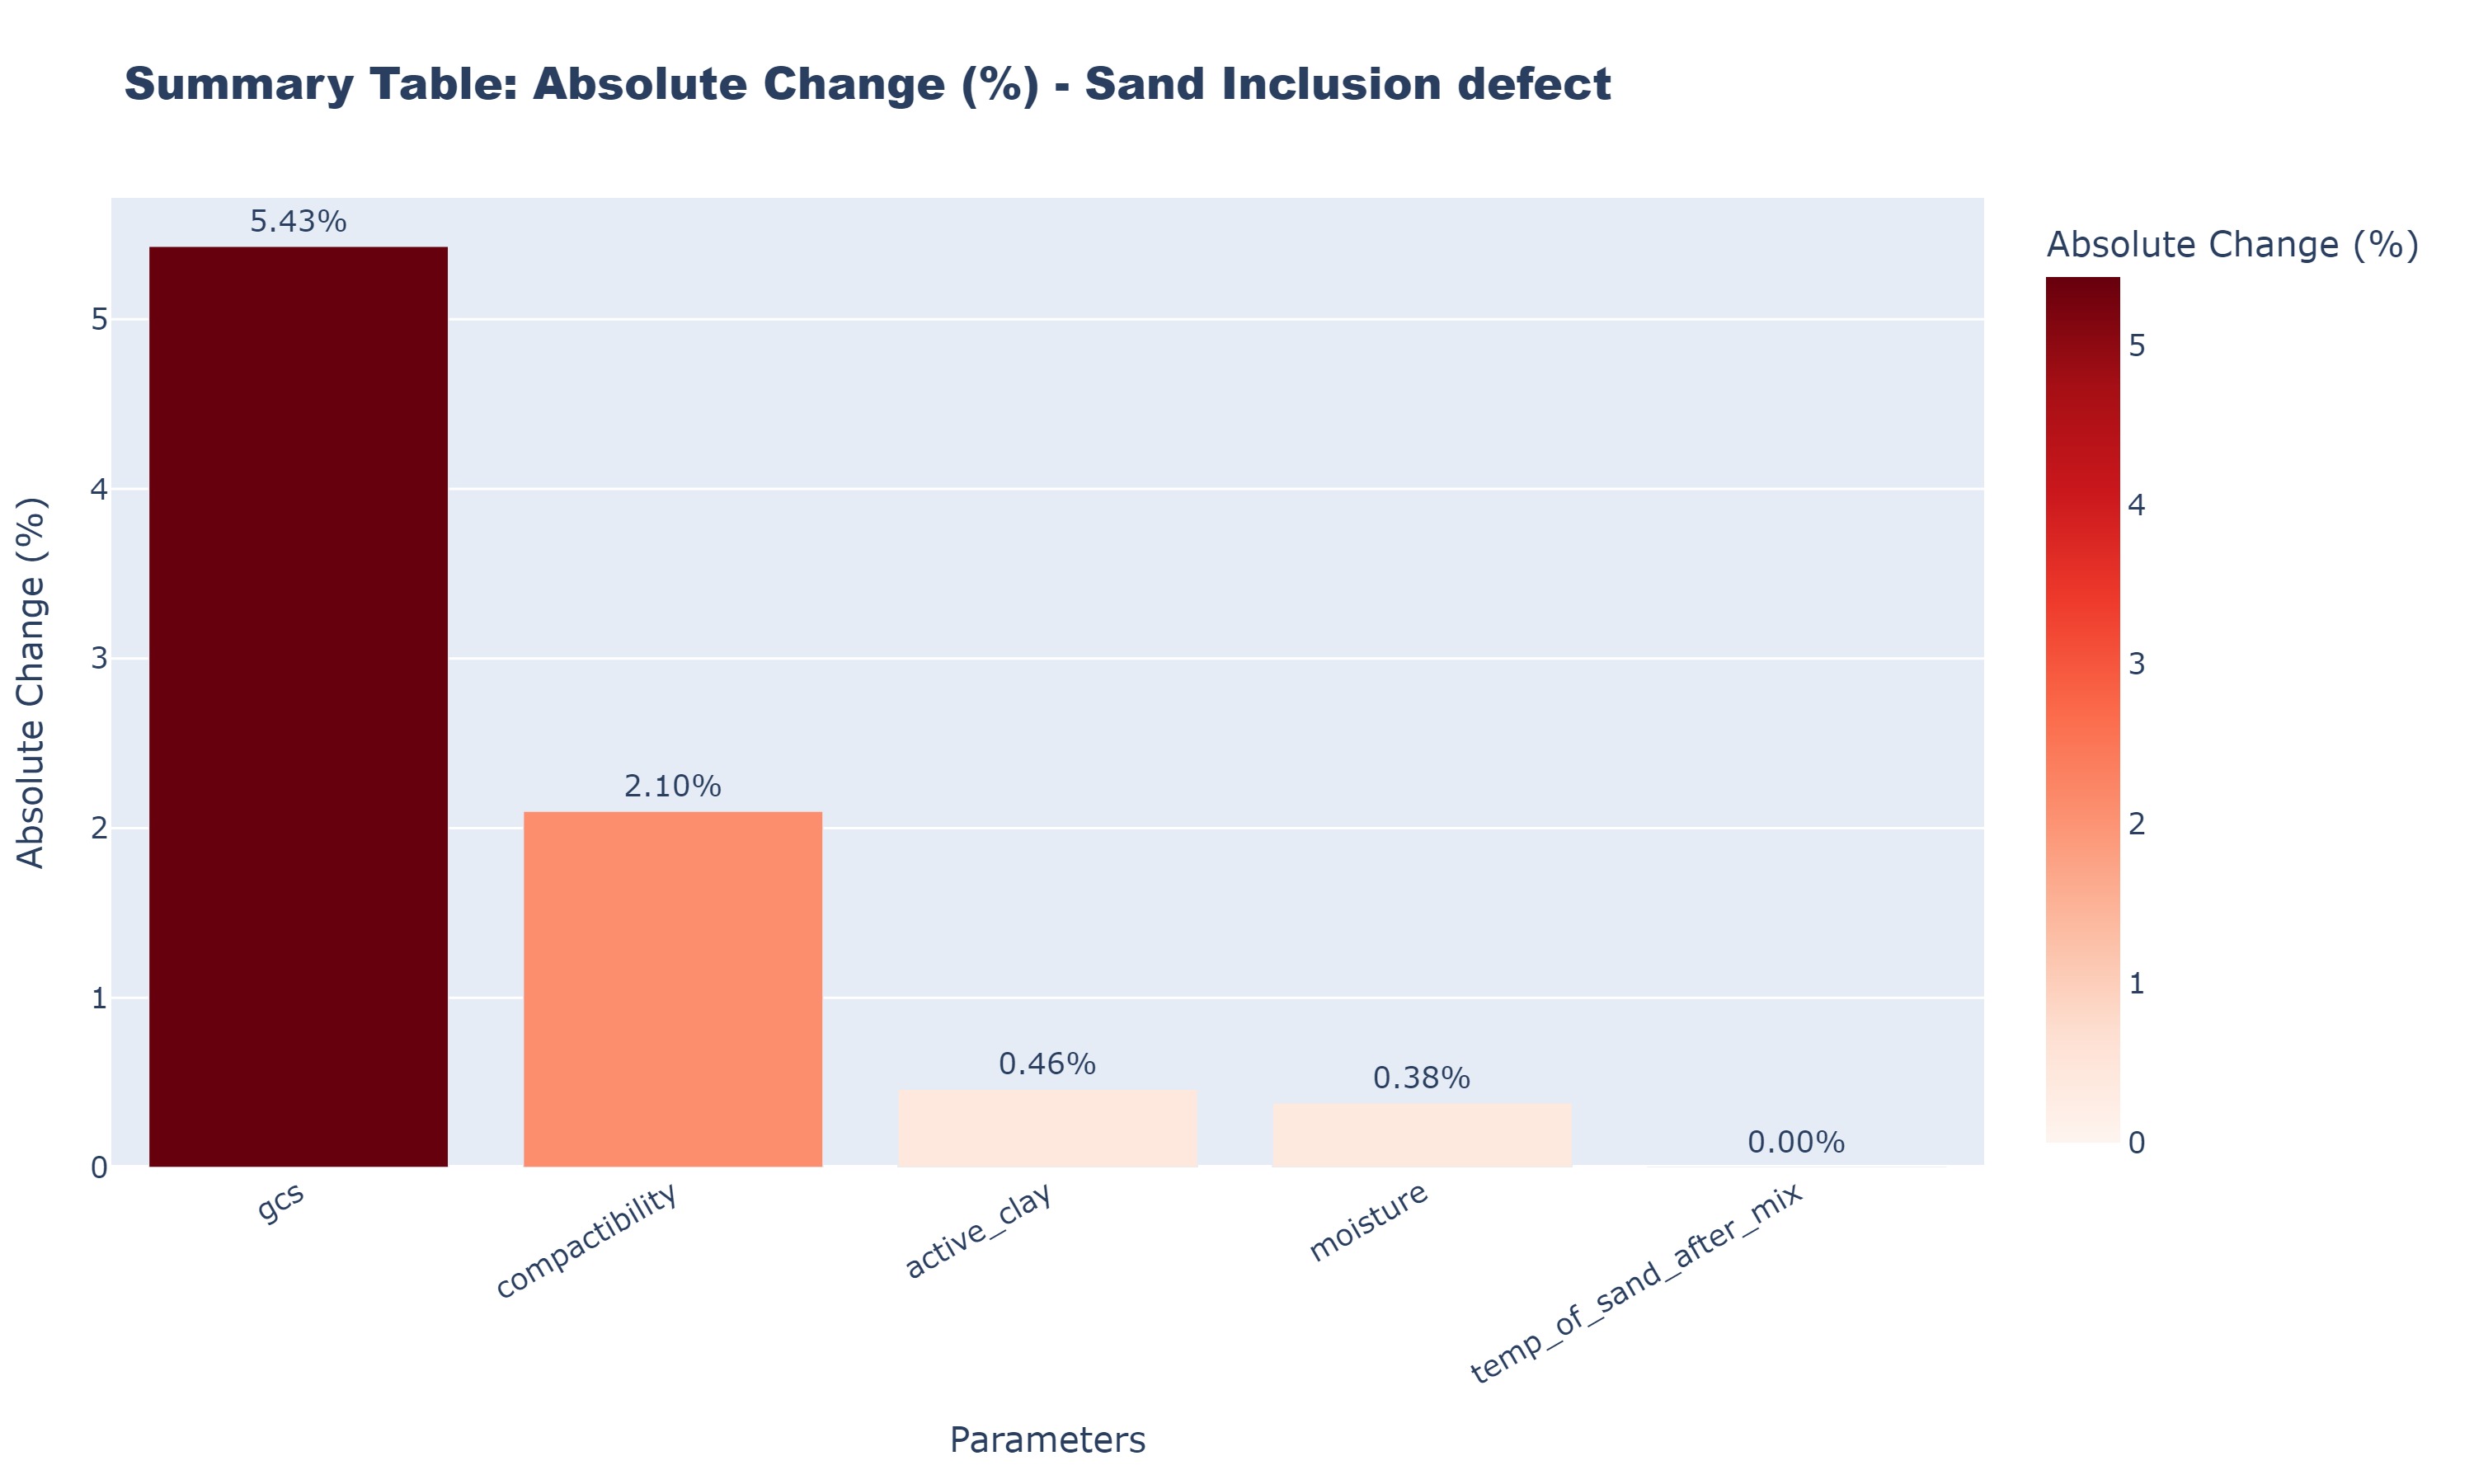 Summary Table: Absolute Change (%) - Sand Inclusion defect
Absolute Change (%)
5.43%
2.10%
0.46%
0.38%
0.00%
5
4
3
2
1
0
gcs
compactibility
active_clay
moisture
temp_of_sand_after_mix
Parameters
Absolute Change (%)
5
4
3
2
1
0